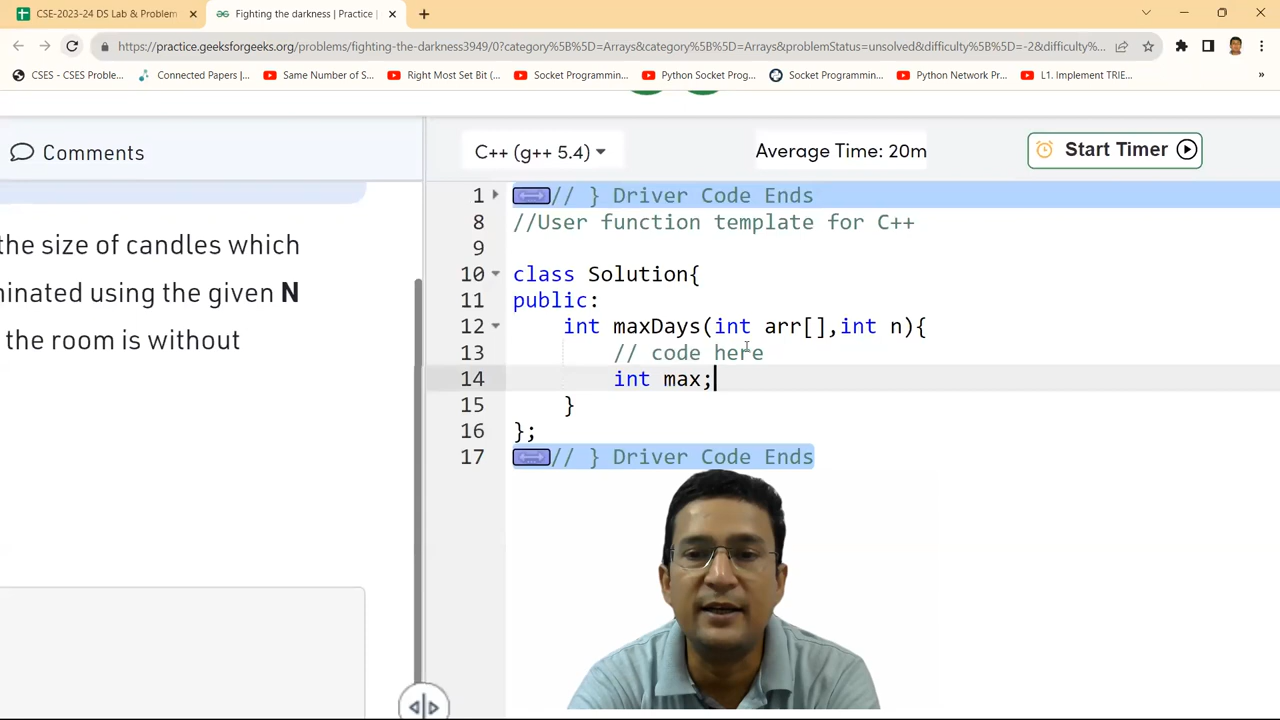 CSE-2023-24 DS Lab & Problem
Fighting the darkness | Practice |
https://practice.geeksforgeeks.org/problems/fighting-the-darkness3949/0?category%5B%5D=Arrays&category%5B%5D=Arrays&problemStatus=unsolved&difficulty%5B%5D=-2&difficulty%...
CSES - CSES Proble...
Connected Papers |...
Same Number of S...
Right Most Set Bit (...
Socket Programmin...
Python Socket Prog...
Socket Programmin...
Python Network Pr...
L1. Implement TRIE...
»
Comments
C++ (g++ 5.4)
Average Time: 20m
Start Timer
the size of candles which
minated using the given N
the room is without
1 // } Driver Code Ends
8 //User function template for C++
9
10 class Solution{
11 public:
12 int maxDays(int arr[],int n){
13 // code here
14 int max;
15 }
16 };
17 // } Driver Code Ends